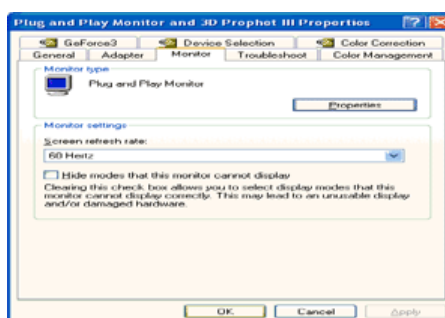 Plug and Play Monitor and 3D Prophet III Properties
GeForce3 Device Selection Color Correction
General Adapter Monitor Troubleshoot Color Management
Monitor type
Plug and Play Monitor
Properties
Monitor settings
Screen refresh rate:
60 Hertz
Hide modes that this monitor cannot display
Clearing this check box allows you to select display modes that this
monitor cannot display correctly. This may lead to an unusable display
and/or damaged hardware.
OK Cancel Apply